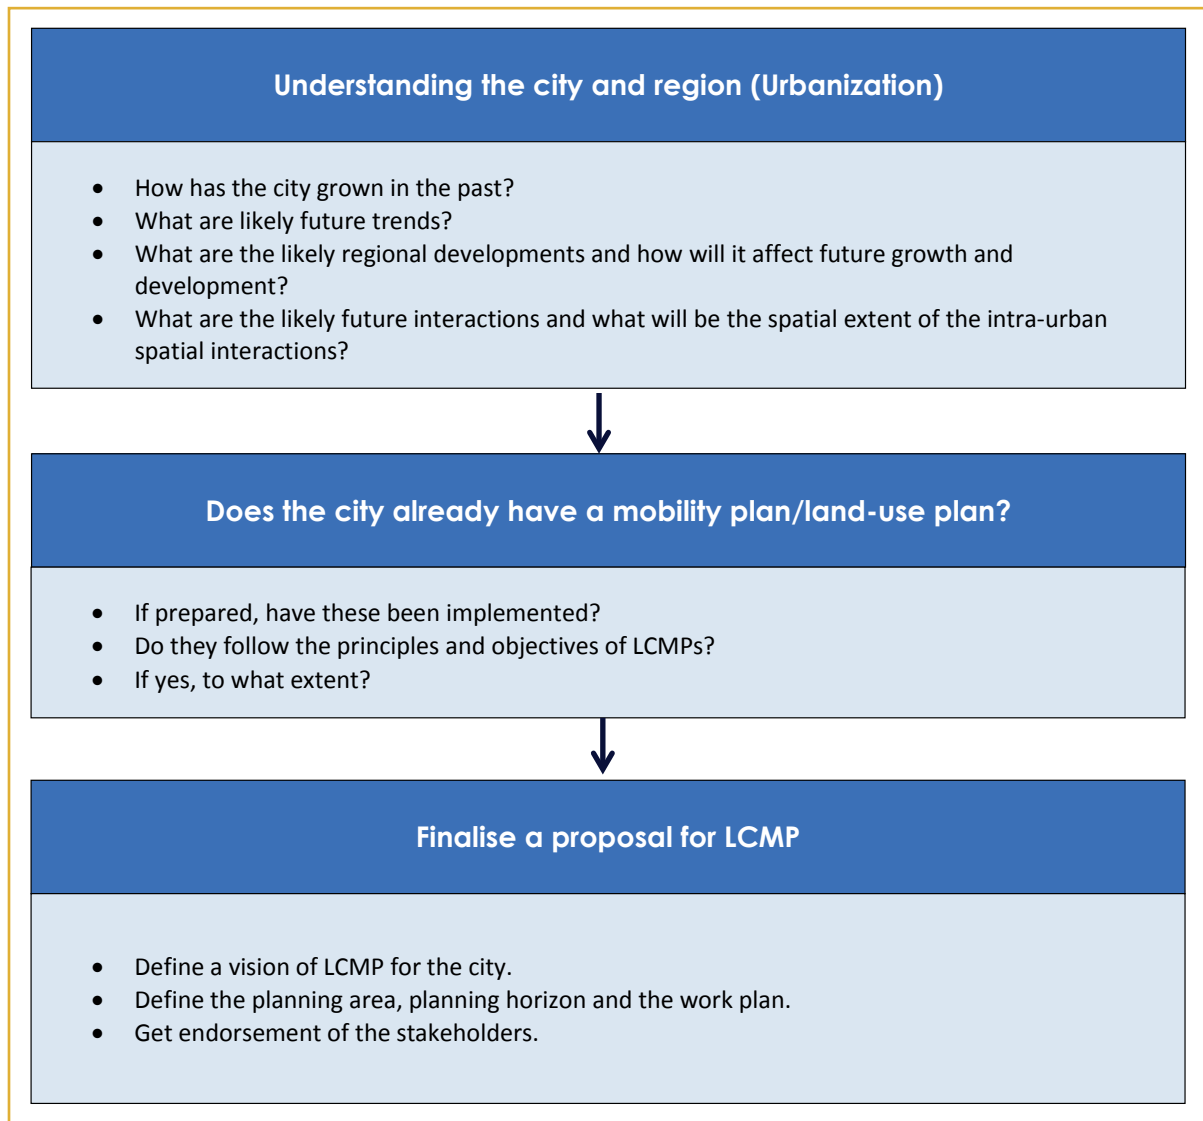 Understanding the city and region (Urbanization)
• How has the city grown in the past?
• What are likely future trends?
• What are the likely regional developments and how will it affect future growth and
development?
• What are the likely future interactions and what will be the spatial extent of the intra-urban
spatial interactions?
Does the city already have a mobility plan/land-use plan?
• If prepared, have these been implemented?
• Do they follow the principles and objectives of LCMPs?
• If yes, to what extent?
Finalise a proposal for LCMP
• Define a vision of LCMP for the city.
• Define the planning area, planning horizon and the work plan.
• Get endorsement of the stakeholders.